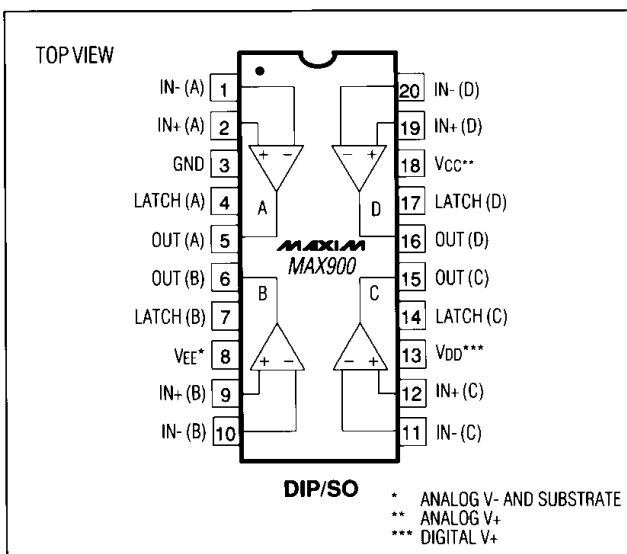 TOP VIEW
IN- (A) 1
IN+ (A) 2
GND 3
LATCH (A) 4
OUT (A) 5
OUT (B) 6
LATCH (B) 7
VEE* 8
IN+ (B) 9
IN- (B) 10
20 IN- (D)
19 IN+ (D)
18 VCC**
17 LATCH (D)
16 OUT (D)
15 OUT (C)
14 LATCH (C)
13 VDD***
12 IN+ (C)
11 IN- (C)
+ −
− +
A
D
MAXIM
MAX900
B
C
+ −
− +
DIP/SO
* ANALOG V- AND SUBSTRATE
** ANALOG V+
*** DIGITAL V+